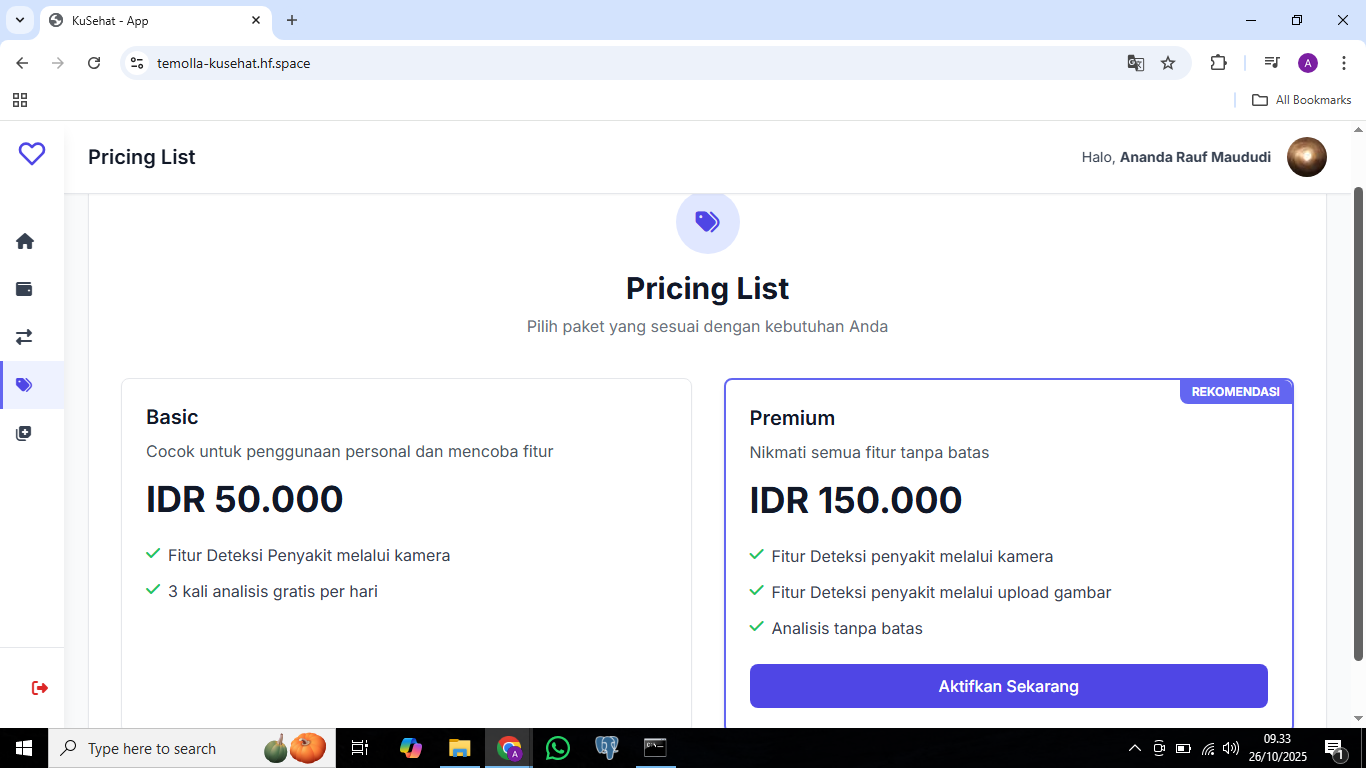 KuSehat - App
temolla-kusehat.hf.space
All Bookmarks
Pricing List
Halo, Ananda Rauf Maududi
Pricing List
Pilih paket yang sesuai dengan kebutuhan Anda
Basic
Cocok untuk penggunaan personal dan mencoba fitur
IDR 50.000
Fitur Deteksi Penyakit melalui kamera
3 kali analisis gratis per hari
REKOMENDASI
Premium
Nikmati semua fitur tanpa batas
IDR 150.000
Fitur Deteksi penyakit melalui kamera
Fitur Deteksi penyakit melalui upload gambar
Analisis tanpa batas
Aktifkan Sekarang
Type here to search
A
A
09.33
26/10/2025
1